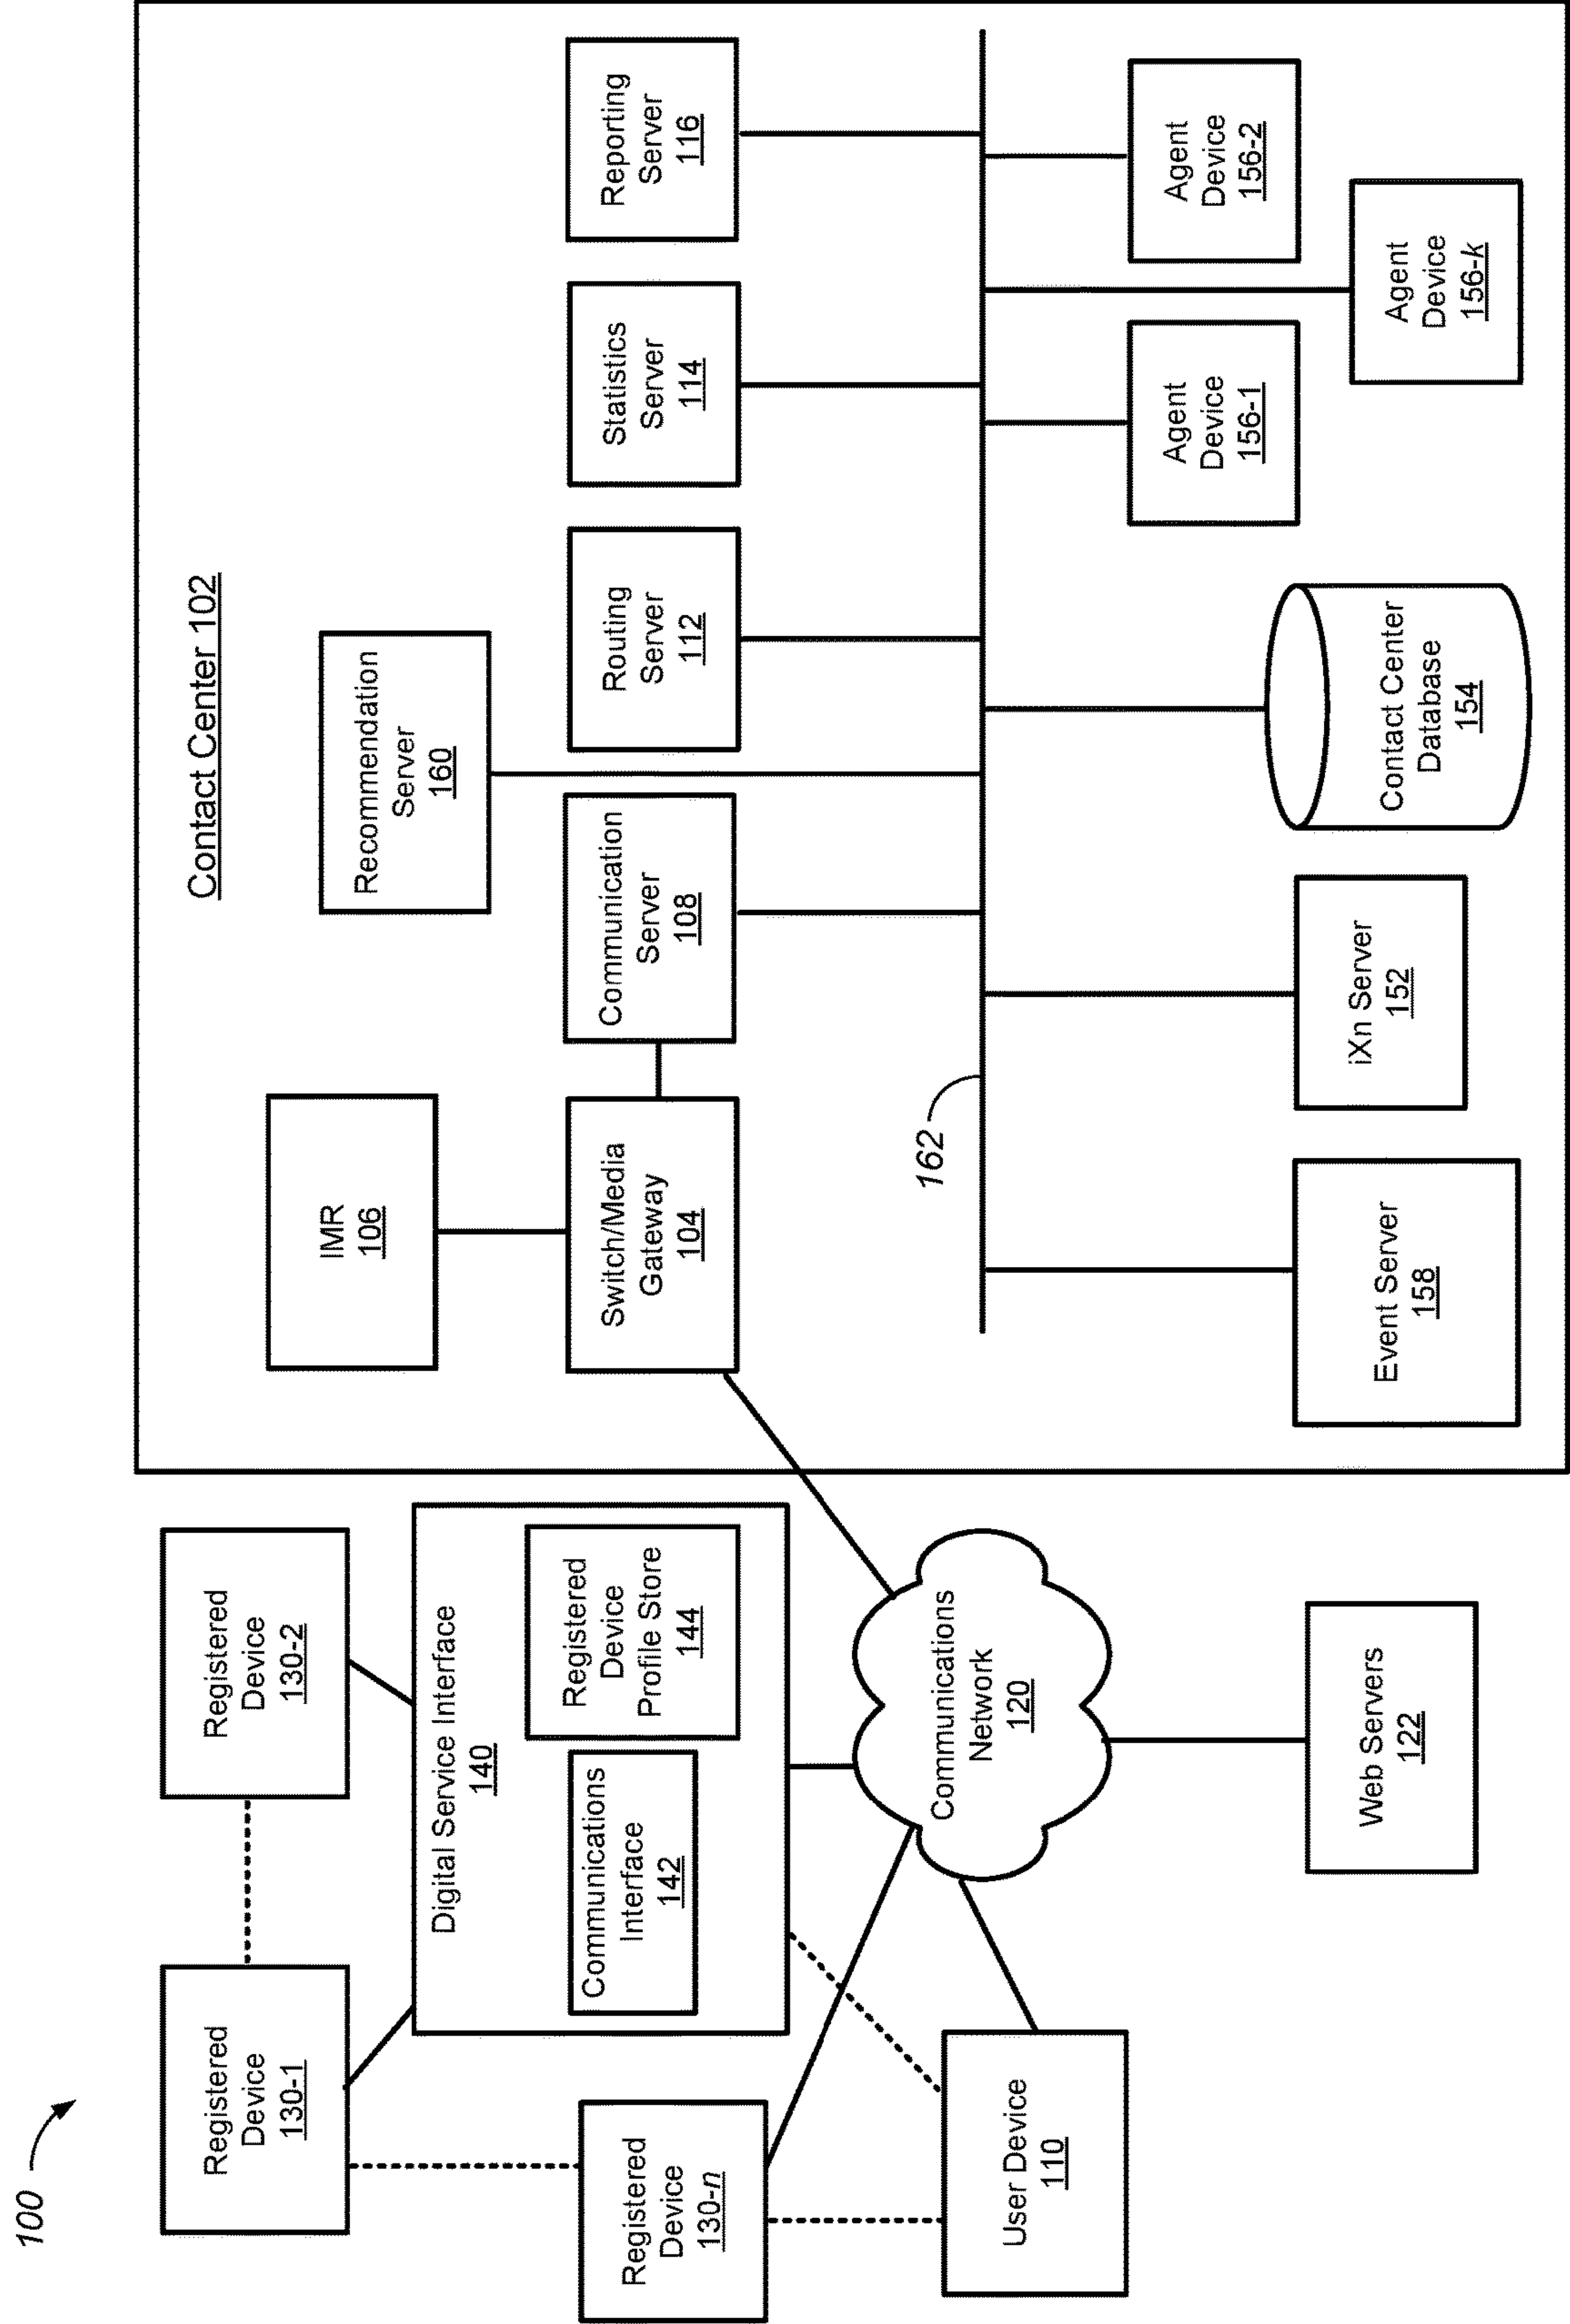 100
Registered
Device
130-1
Registered
Device
130-2
Registered
Device
130-n
Digital Service Interface
140
Communications
Interface
142
Registered
Device
Profile Store
144
User Device
110
Communications
Network
120
Web Servers
122
Contact Center 102
IMR
106
Recommendation
Server
160
Switch/Media
Gateway
104
Communication
Server
108
Routing
Server
112
Statistics
Server
114
Reporting
Server
116
162
Event Server
158
iXn Server
152
Contact Center
Database
154
Agent
Device
156-1
Agent
Device
156-2
Agent
Device
156-k